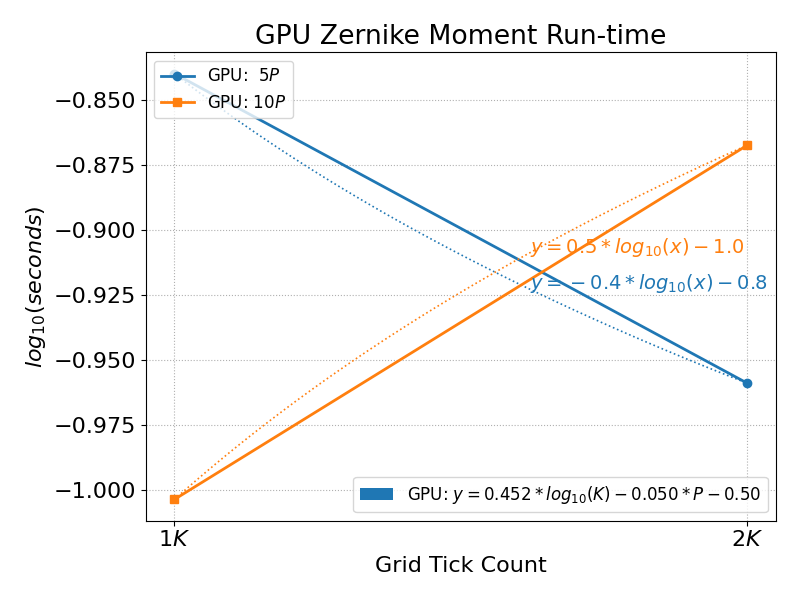 GPU Zernike Moment Run-time
GPU:  5P
GPU: 10P
−0.850
−0.875
−0.900
−0.925
−0.950
−0.975
−1.000
log₁₀(seconds)
y = 0.5 * log₁₀(x) − 1.0
y = − 0.4 * log₁₀(x) − 0.8
GPU: y = 0.452 * log₁₀(K) − 0.050 * P − 0.50
1K
2K
Grid Tick Count